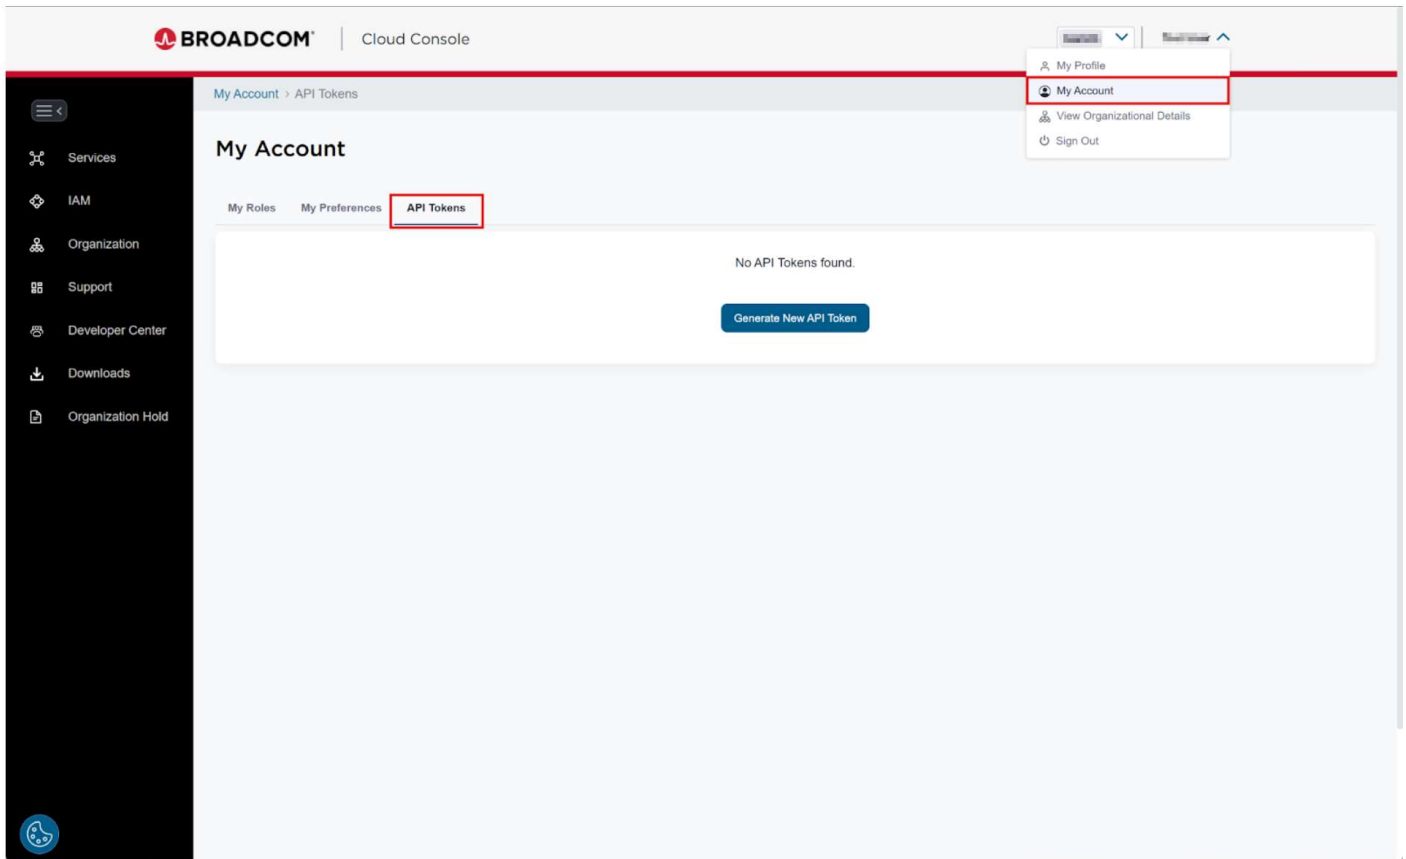 BROADCOM® Cloud Console
My Profile
My Account
View Organizational Details
Sign Out
My Account > API Tokens
My Account
Services
IAM
Organization
Support
Developer Center
Downloads
Organization Hold
My Roles My Preferences API Tokens
No API Tokens found.
Generate New API Token